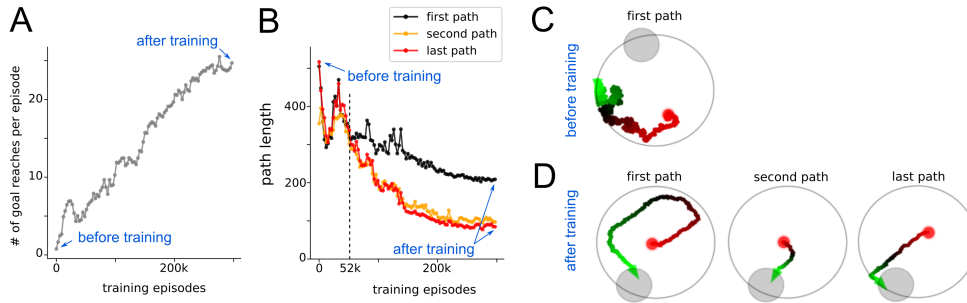 A
# of goal reaches per episode
20
10
0
after training
before training
0
200k
training episodes
B
first path
second path
last path
path length
400
200
0
before training
after training
0
52k
200k
training episodes
C
before training
first path
D
after training
first path
second path
last path